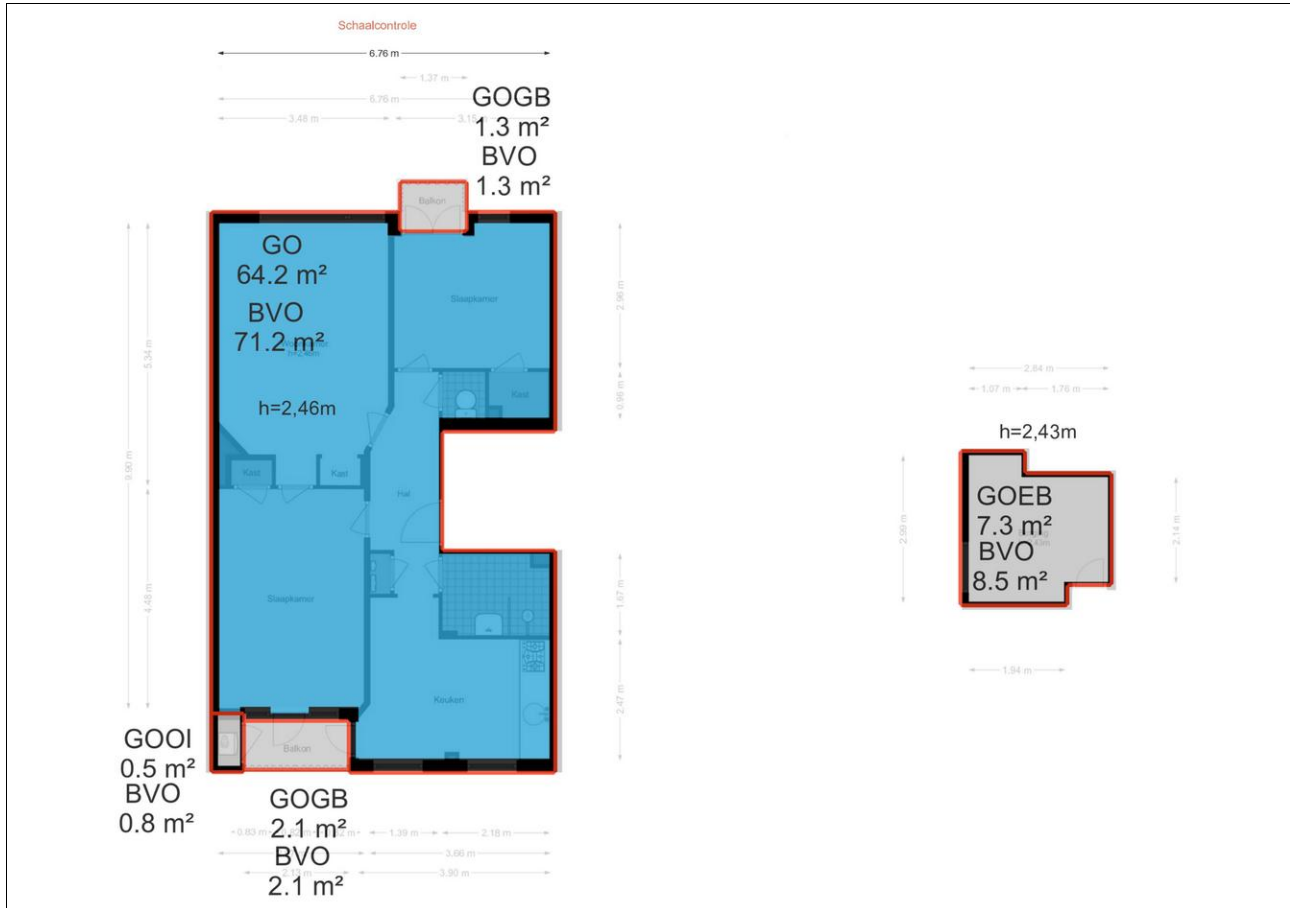 Schaalcontrole
6.76 m
1.37 m
6.76 m
3.48 m
GOGB
1.3 m²
BVO
1.3 m²
Balkon
GO
64.2 m²
BVO
71.2 m²
h=2,46m
Slaapkamer
Kast
Kast
Kast
Hal
Slaapkamer
Keuken
Balkon
9.90 m
5.34 m
4.48 m
2.96 m
0.99 m
1.67 m
2.47 m
GOOI
0.5 m²
BVO
0.8 m²
GOGB
2.1 m²
BVO
2.1 m²
0.83 m
1.39 m
2.18 m
3.66 m
2.13 m
3.90 m
2.84 m
1.07 m
1.76 m
h=2,43m
GOEB
7.3 m²
BVO
8.5 m²
2.99 m
2.14 m
1.94 m